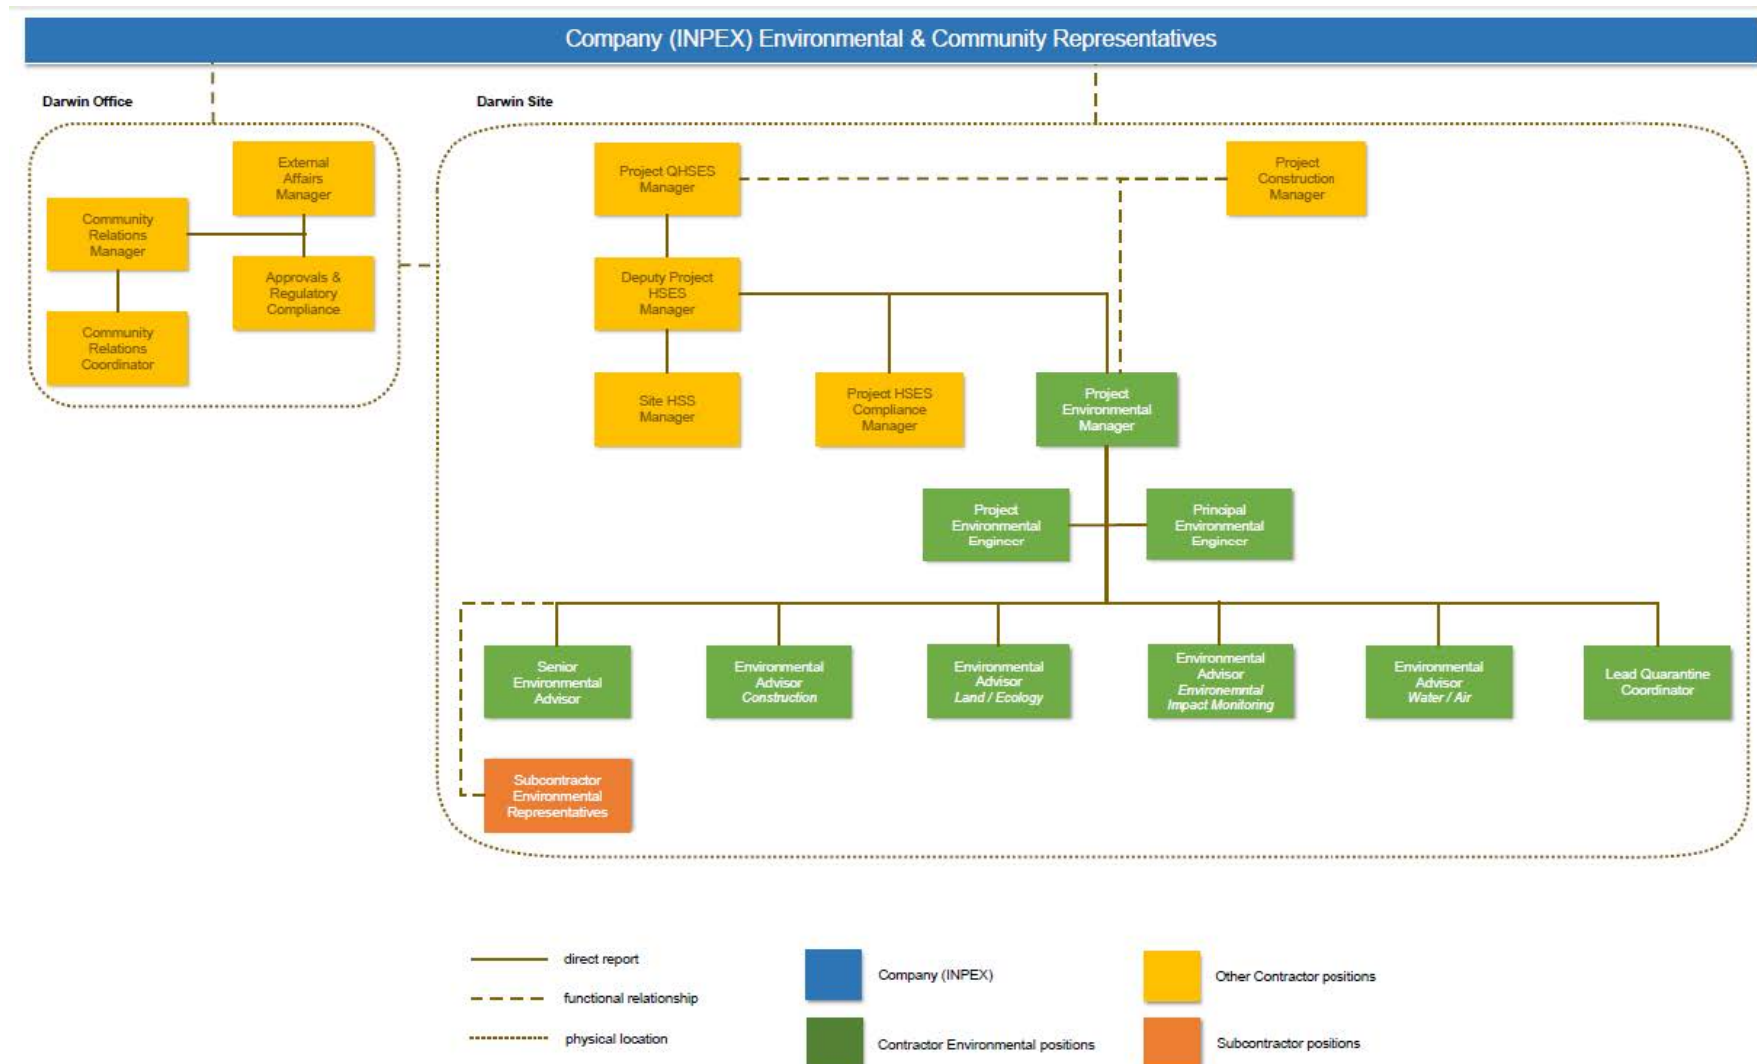 Company (INPEX) Environmental & Community Representatives
Darwin Office
Darwin Site
External
Affairs
Manager
Community
Relations
Manager
Approvals &
Regulatory
Compliance
Community
Relations
Coordinator
Project QHSES
Manager
Project
Construction
Manager
Deputy Project
HSES
Manager
Site HSS
Manager
Project HSES
Compliance
Manager
Project
Environmental
Manager
Project
Environmental
Engineer
Principal
Environmental
Engineer
Senior
Environmental
Advisor
Environmental
Advisor
Construction
Environmental
Advisor
Land / Ecology
Environmental
Advisor
Environemntal
Impact Monitoring
Environmental
Advisor
Water / Air
Lead Quarantine
Coordinator
Subcontractor
Environmental
Representatives
direct report
functional relationship
physical location
Company (INPEX)
Contractor Environmental positions
Other Contractor positions
Subcontractor positions